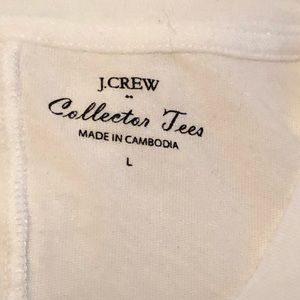 J.CREW
Collector Tees
MADE IN CAMBODIA
L